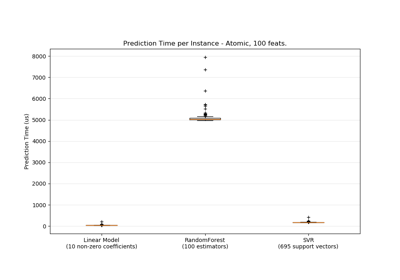 Prediction Time per Instance - Atomic, 100 feats.
8000
7000
6000
5000
4000
3000
2000
1000
0
Prediction Time (us)
Linear Model
(10 non-zero coefficients)
RandomForest
(100 estimators)
SVR
(695 support vectors)